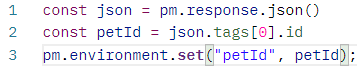 1 const json = pm.response.json()
2 const petId = json.tags[0].id
3 pm.environment.set("petId", petId);